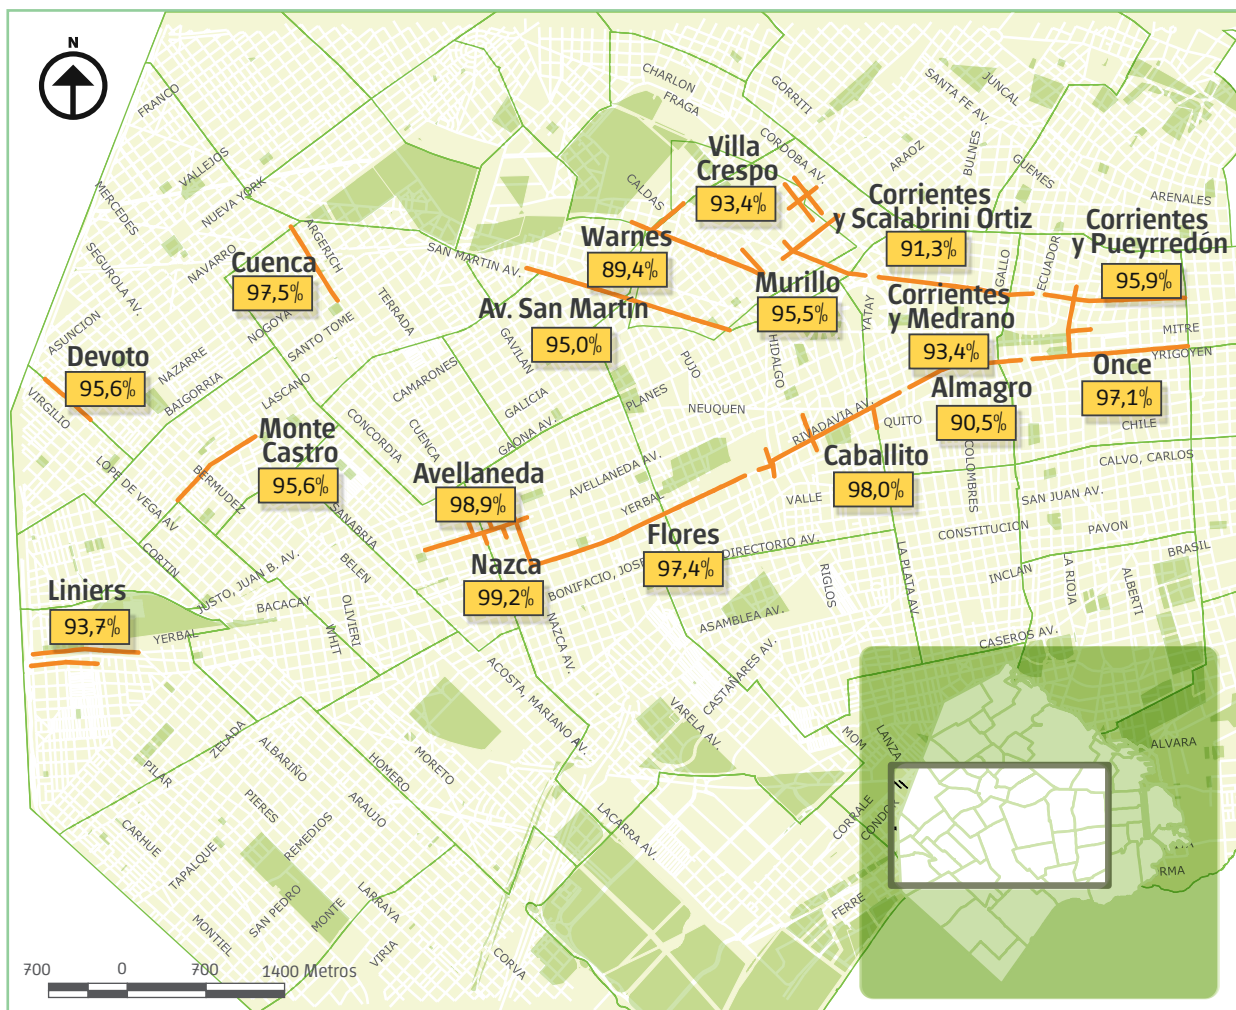 N
CHARLON
FRAGA
GORRITI
SANTA FE AV.
JUNCAL
FRANCO
CORDOBA AV.
ARAOZ
BULNES
GUEMES
ARENALES
VALLEJOS
MERCEDES
NUEVA YORK
CALDAS
Villa
Crespo
93,4%
Corrientes
y Scalabrini Ortiz
91,3%
Corrientes
y Pueyrredón
95,9%
SEGUROLA AV.
NAVARRO
ARGERICH
SAN MARTIN AV.
Warnes
89,4%
GALLO
ECUADOR
Cuenca
97,5%
Murillo
95,5%
ASUNCION
NOGOYA
SANTO TOME
TERRADA
Av. San Martín
95,0%
GAVILAN
YATAY
Corrientes
y Medrano
93,4%
MITRE
YRIGOYEN
Devoto
95,6%
NAZARRE
BAIGORRIA
LASCANO
CAMARONES
PUJO
HIDALGO
Once
97,1%
VIRGILIO
GALICIA
PLANES
NEUQUEN
Almagro
90,5%
CHILE
CONCORDIA
CUENCA
GAONA AV.
RIVADAVIA AV.
QUITO
Monte
Castro
95,6%
LOPE DE VEGA AV
BERMUDEZ
Avellaneda
98,9%
AVELLANEDA AV.
YERBAL
Caballito
98,0%
VALLE
COLOMBRES
CALVO, CARLOS
SAN JUAN AV.
SANABRIA
CONSTITUCION
PAVON
BRASIL
CORTIN
JUSTO, JUAN B. AV.
BELEN
Nazca
99,2%
BONIFACIO, JOSE
Flores
97,4%
DIRECTORIO AV.
LA PLATA AV.
INCLAN
LA RIOJA
ALBERTI
Liniers
93,7%
YERBAL
BACACAY
WHIT
OLIVIERI
NAZCA AV.
RIGLOS
ASAMBLEA AV.
CASEROS AV.
ACOSTA, MARIANO AV.
CASTAÑARES AV.
VARELA AV.
ZELADA
ALBARIÑO
PILAR
HOMERO
MORETO
MOM
LANZA
ALVARA
PIERES
ARAUJO
REMEDIOS
LACARRA AV.
CORRALE
CONDOR
CARHUE
TAPALQUE
SAN PEDRO
MONTE
LARRAYA
FERRE
RMA
MONTIEL
VIRIA
CORVA
700 0 700 1400 Metros